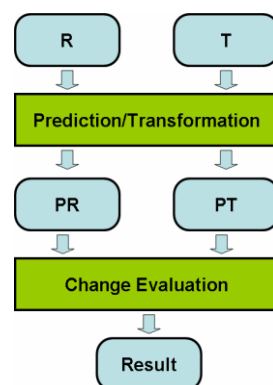 R T
Prediction/Transformation
PR PT
Change Evaluation
Result